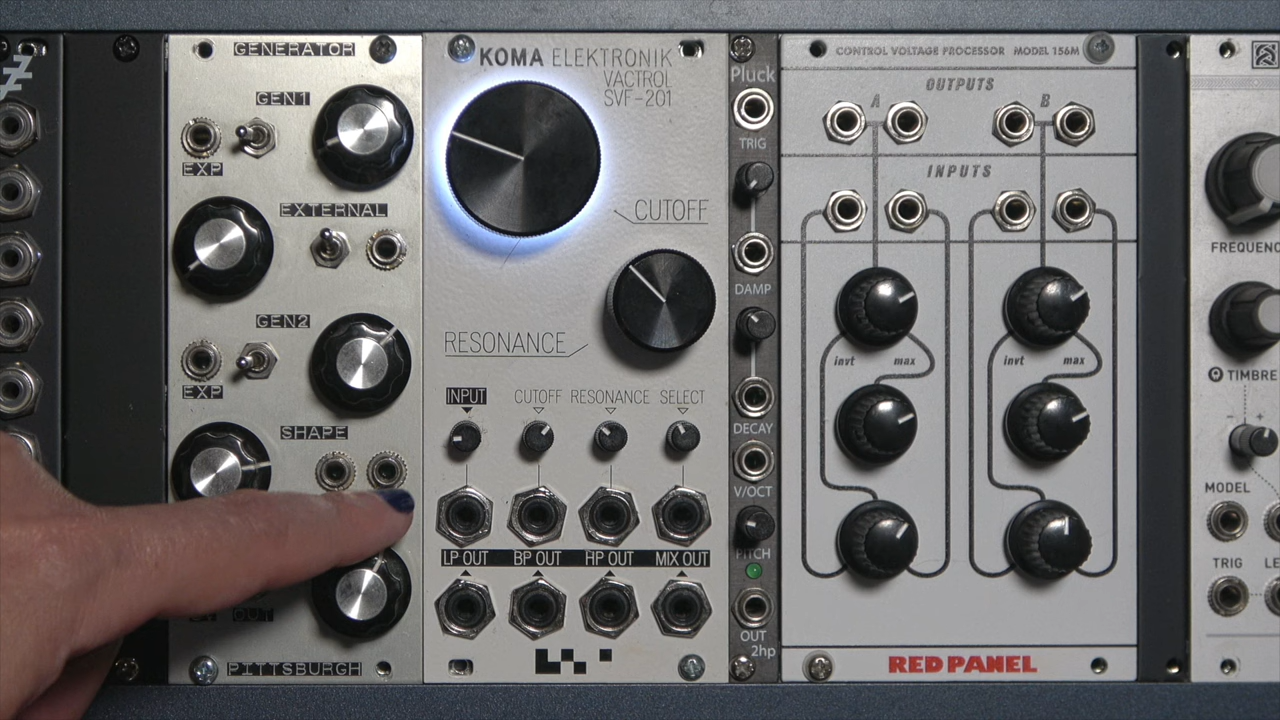 GENERATOR
GEN1
EXP
EXTERNAL
GEN2
EXP
SHAPE
OUT
PITTSBURGH
KOMA ELEKTRONIK
VACTROL
SVF-201
CUTOFF
RESONANCE
INPUT CUTOFF RESONANCE SELECT
LP OUT BP OUT HP OUT MIX OUT
Pluck
TRIG
DAMP
DECAY
V/OCT
PITCH
OUT
2hp
CONTROL VOLTAGE PROCESSOR MODEL 156M
OUTPUTS
A B
INPUTS
invt max invt max
RED PANEL
FREQUENC
TIMBRE
- +
MODEL
TRIG LE